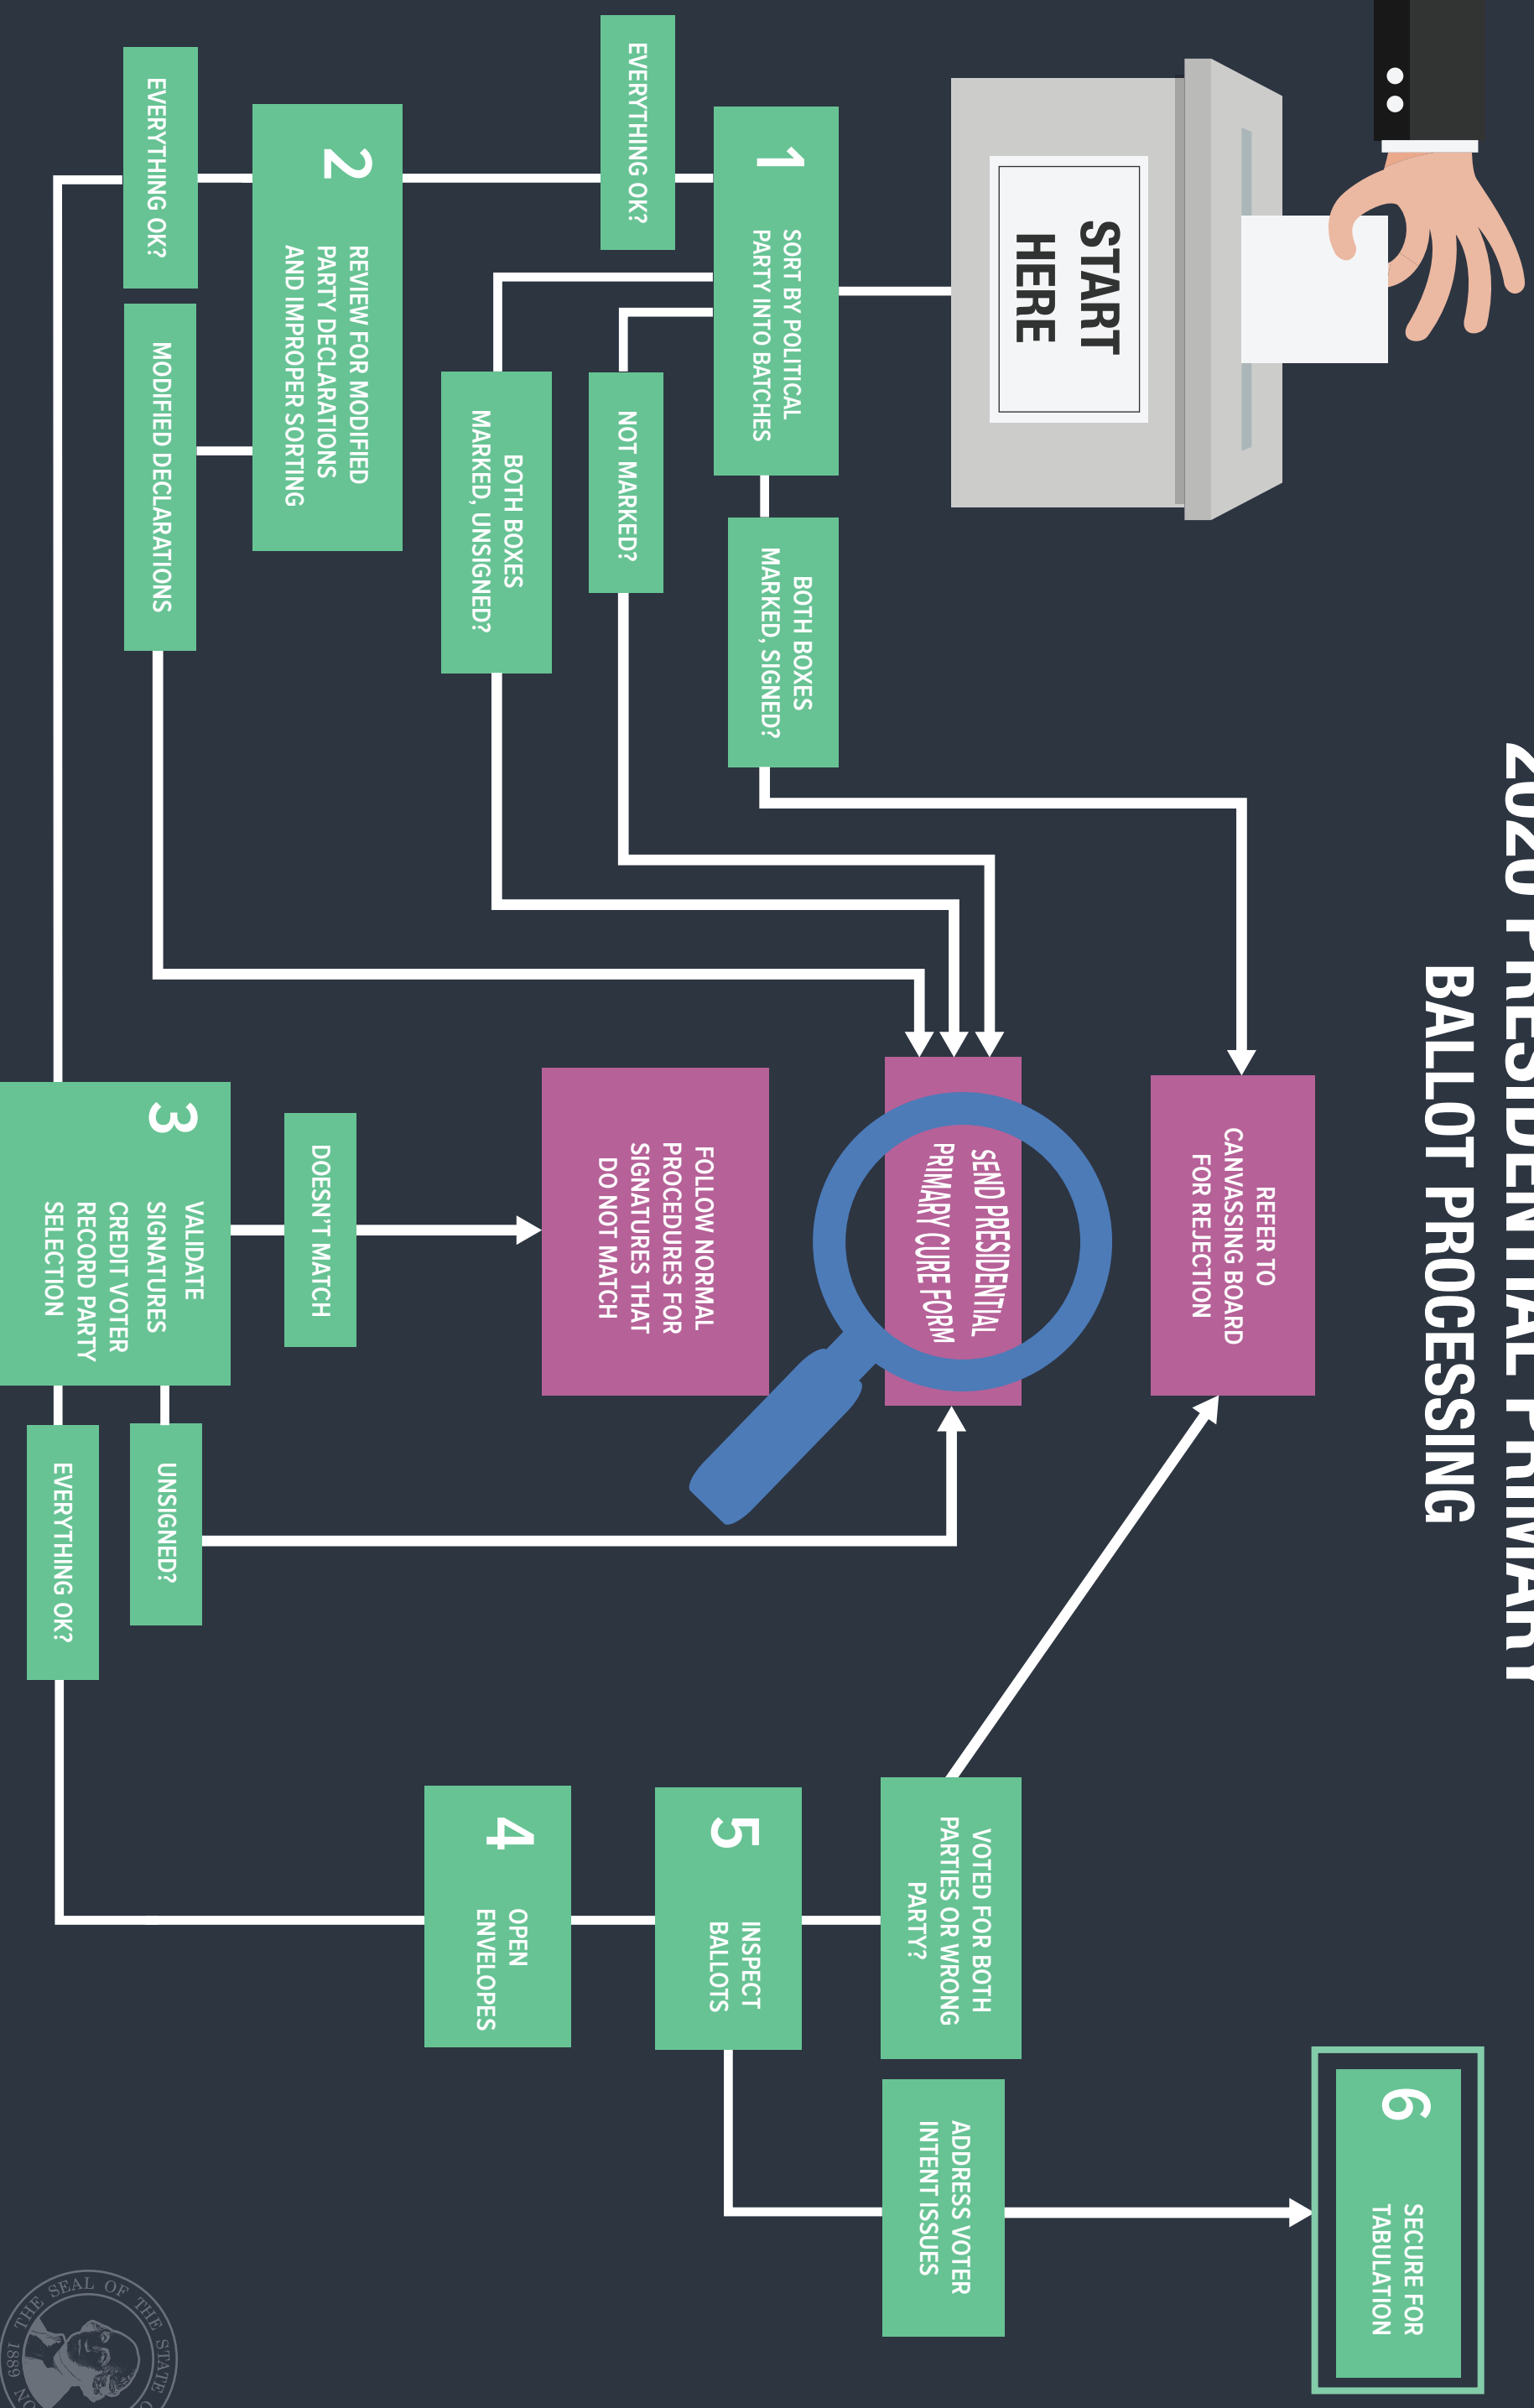 2020 PRESIDENTIAL PRIMARY
BALLOT PROCESSING
START
HERE
1
SORT BY POLITICAL
PARTY INTO BATCHES
BOTH BOXES
MARKED, SIGNED?
NOT MARKED?
BOTH BOXES
MARKED, UNSIGNED?
EVERYTHING OK?
2
REVIEW FOR MODIFIED
PARTY DECLARATIONS
AND IMPROPER SORTING
MODIFIED DECLARATIONS
EVERYTHING OK?
REFER TO
CANVASSING BOARD
FOR REJECTION
SEND PRESIDENTIAL
PRIMARY CURE FORM
FOLLOW NORMAL
PROCEDURES FOR
SIGNATURES THAT
DO NOT MATCH
DOESN'T MATCH
3
VALIDATE
SIGNATURES
CREDIT VOTER
RECORD PARTY
SELECTION
UNSIGNED?
EVERYTHING OK?
4
OPEN
ENVELOPES
5
INSPECT
BALLOTS
VOTED FOR BOTH
PARTIES OR WRONG
PARTY?
ADDRESS VOTER
INTENT ISSUES
6
SECURE FOR
TABULATION
THE SEAL OF THE STATE
1889